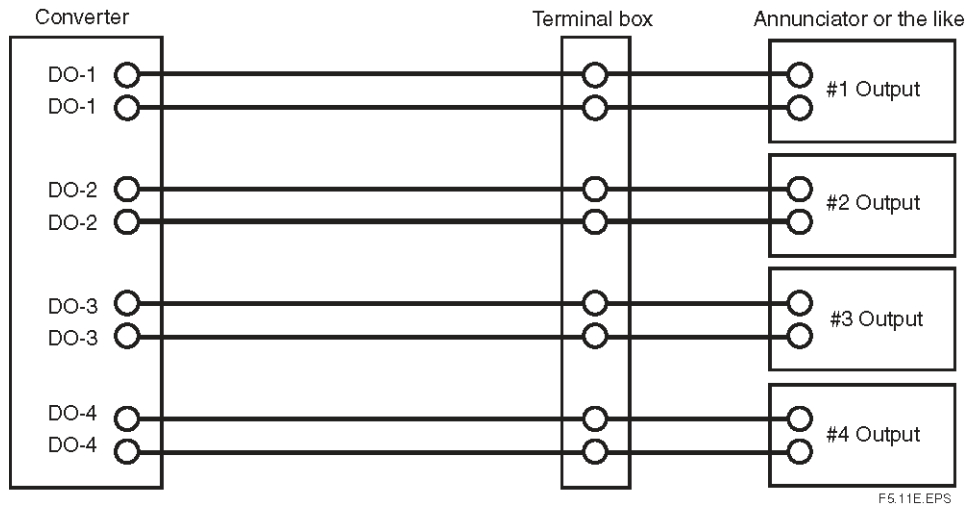 Converter Terminal box Annunciator or the like
DO-1
DO-1
#1 Output
DO-2
DO-2
#2 Output
DO-3
DO-3
#3 Output
DO-4
DO-4
#4 Output
F5.11E.EPS